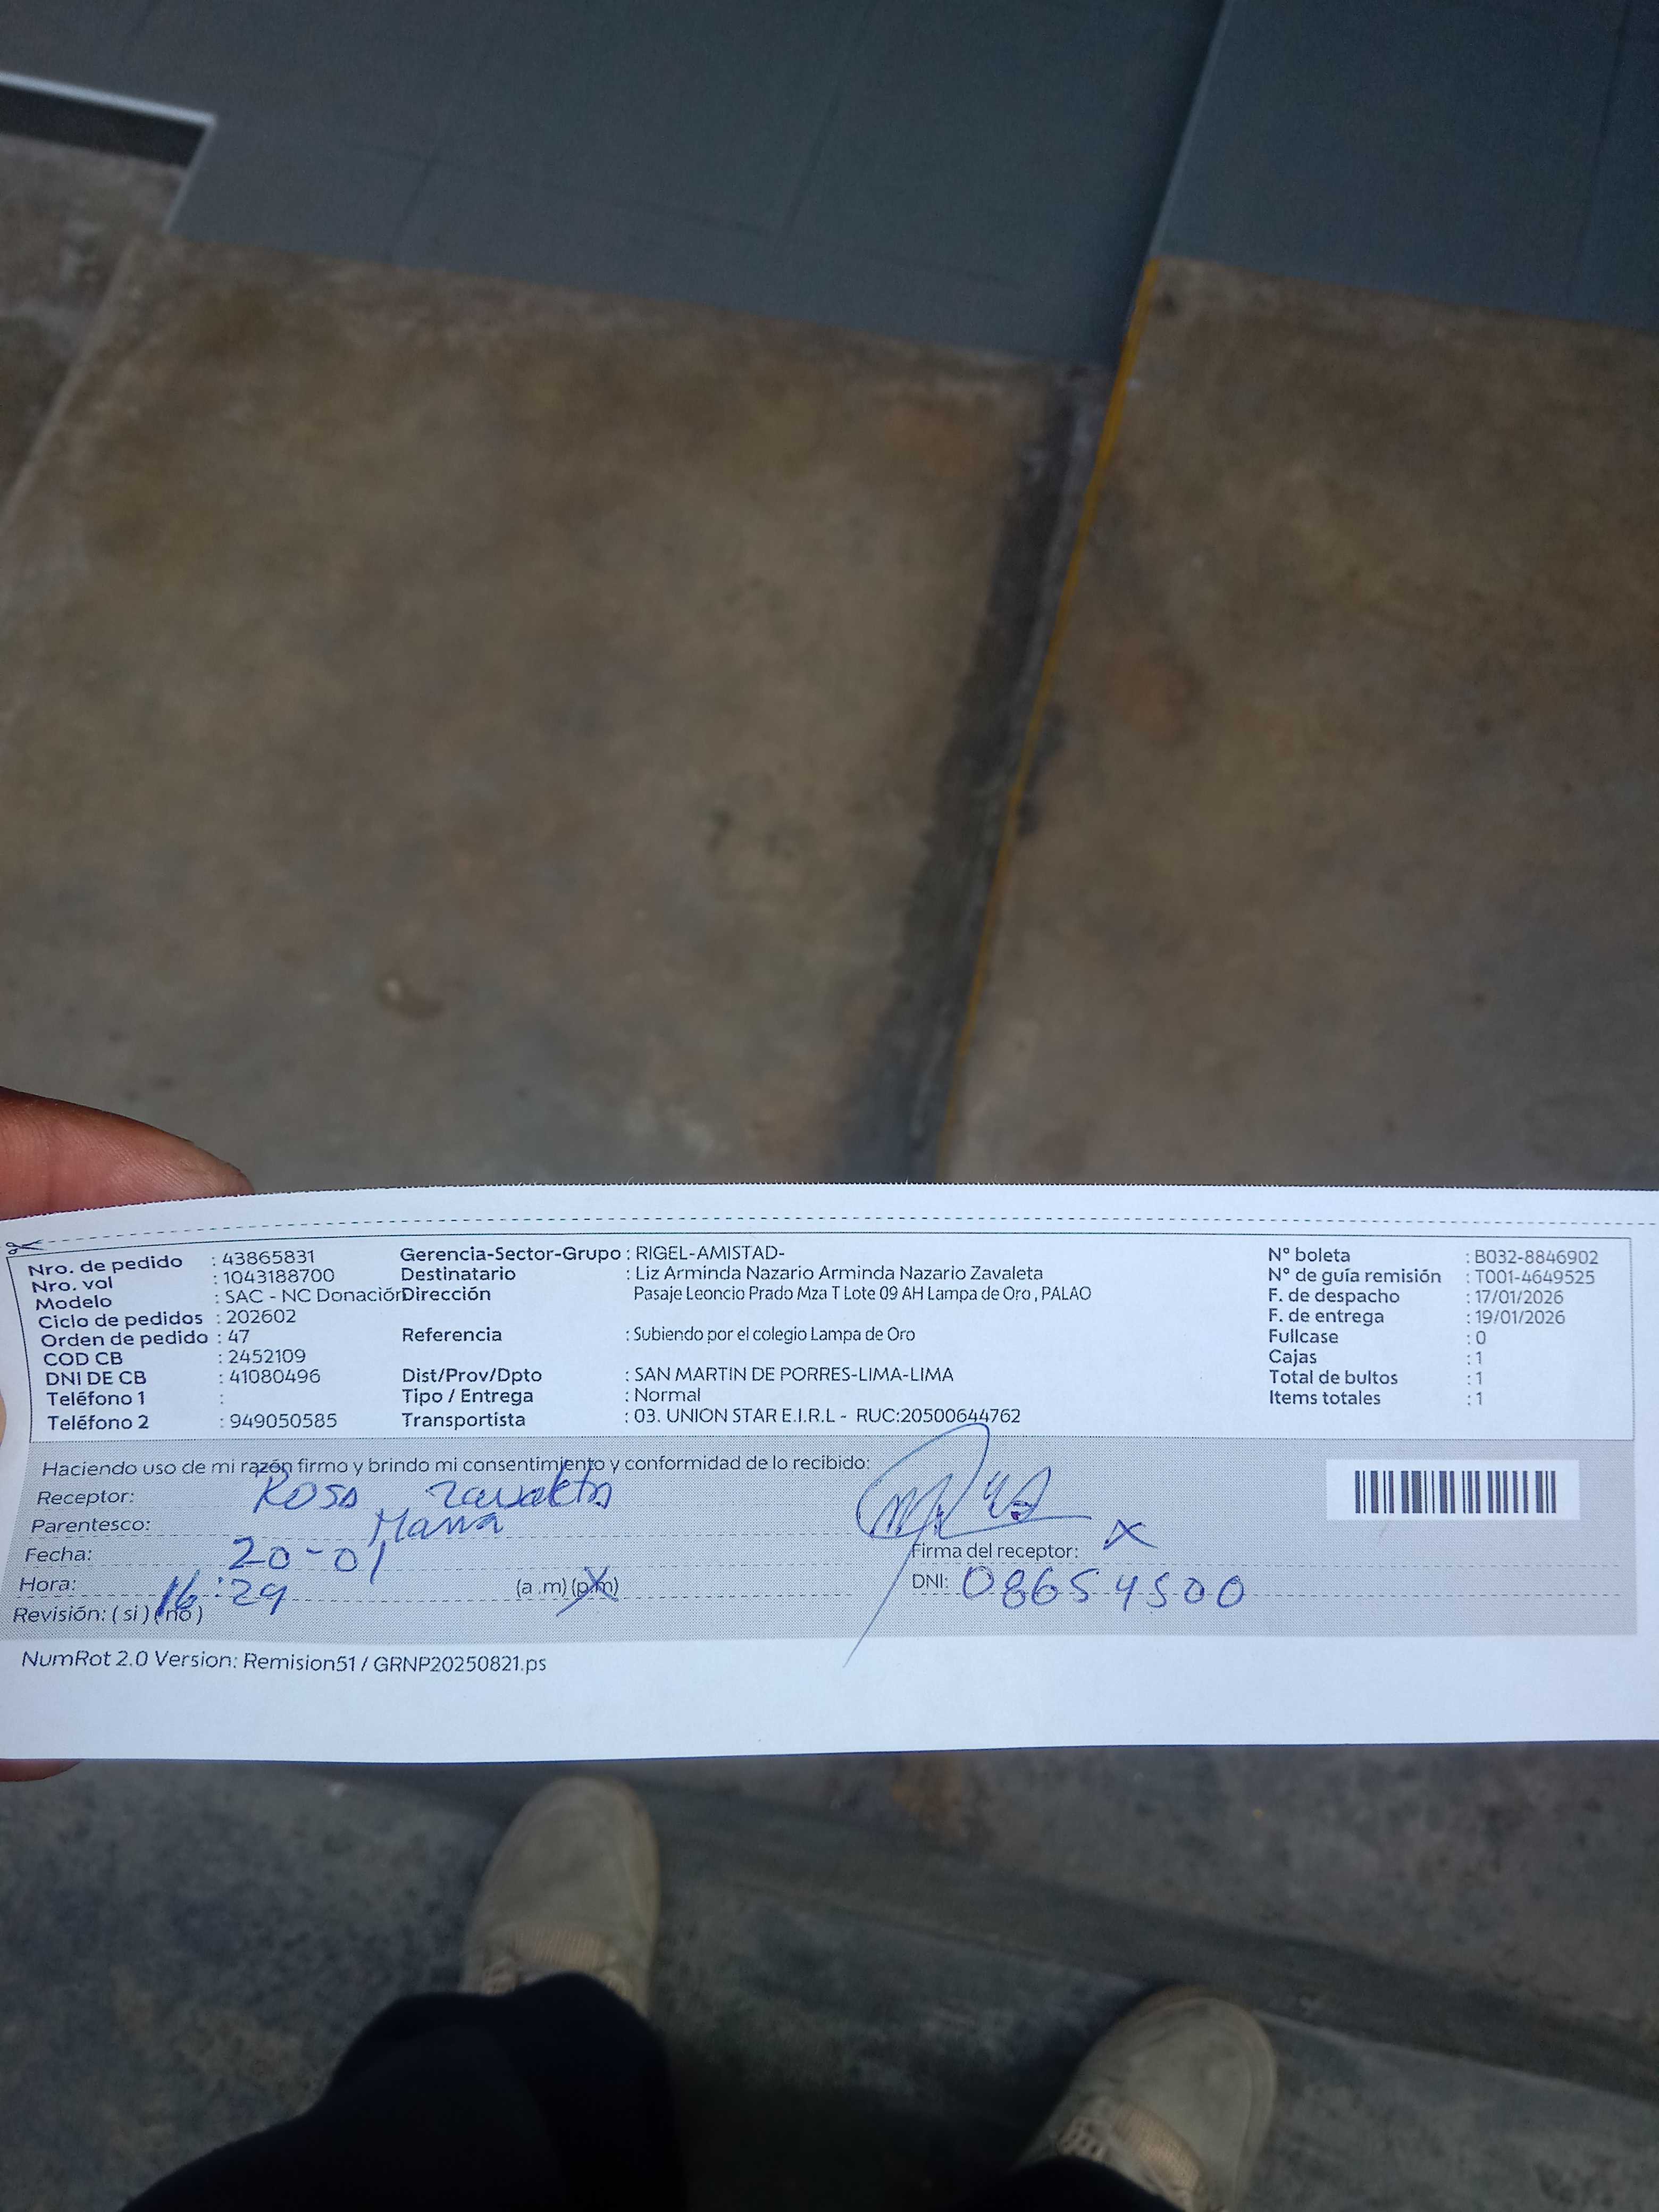 Nro. de pedido : 43865831
Nro. vol : 1043188700
Modelo : SAC - NC Donación
Ciclo de pedidos : 202602
Orden de pedido : 47
COD CB : 2452109
DNI DE CB : 41080496
Teléfono 1 :
Teléfono 2 : 949050585
Gerencia-Sector-Grupo : RIGEL-AMISTAD-
Destinatario : Liz Arminda Nazario Arminda Nazario Zavaleta
Dirección Pasaje Leoncio Prado Mza T Lote 09 AH Lampa de Oro , PALAO
Referencia : Subiendo por el colegio Lampa de Oro
Dist/Prov/Dpto : SAN MARTIN DE PORRES-LIMA-LIMA
Tipo / Entrega : Normal
Transportista : 03. UNION STAR E.I.R.L - RUC:20500644762
N° boleta : B032-8846902
N° de guía remisión : T001-4649525
F. de despacho : 17/01/2026
F. de entrega : 19/01/2026
Fullcase : 0
Cajas : 1
Total de bultos : 1
Items totales : 1
Haciendo uso de mi razón firmo y brindo mi consentimiento y conformidad de lo recibido:
Receptor: Rosa Zavaleta
Parentesco: Mama
Fecha: 20-01
Hora: 16:29 (a .m) (p.m)
Revisión: ( si ) ( no )
Firma del receptor: X
DNI: 08654500
NumRot 2.0 Version: Remision51 / GRNP20250821.ps